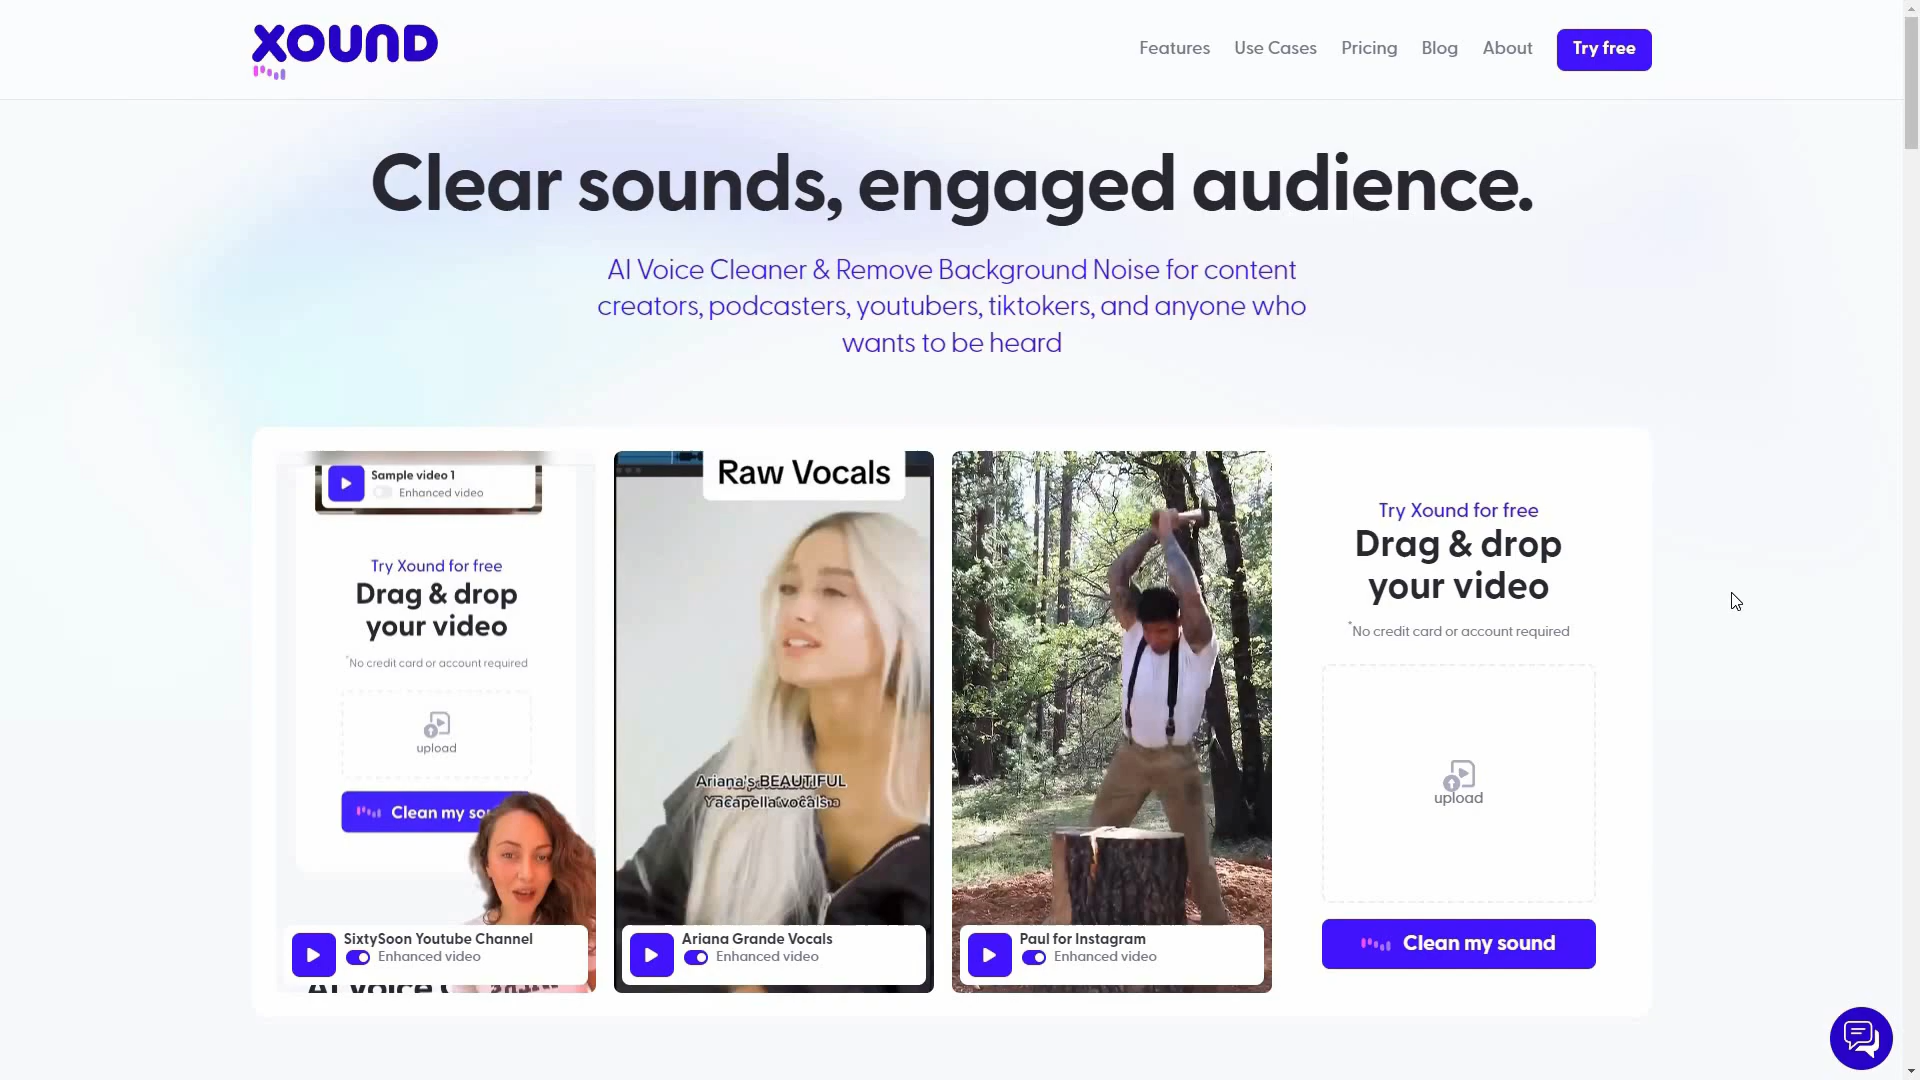 XOUND
Features
Use Cases
Pricing
Blog
About
Try free
Clear sounds, engaged audience.
AI Voice Cleaner & Remove Background Noise for content
creators, podcasters, youtubers, tiktokers, and anyone who
wants to be heard
Sample video 1
Enhanced video
Try Xound for free
Drag & drop
your video
*No credit card or account required
upload
Clean my so
SixtySoon Youtube Channel
Enhanced video
AI Voice C
Raw Vocals
Ariana's BEAUTIFUL
acapella vocals
Ariana Grande Vocals
Enhanced video
Paul for Instagram
Enhanced video
Try Xound for free
Drag & drop
your video
*No credit card or account required
upload
Clean my sound